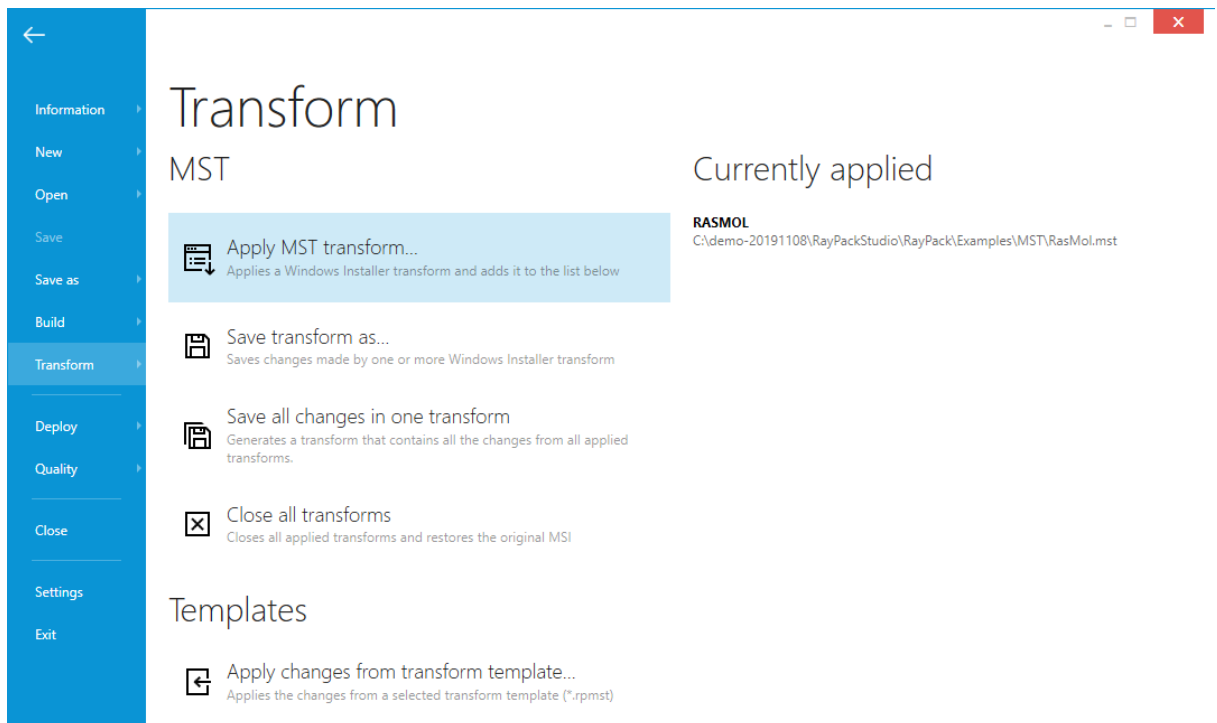 Information
New
Open
Save
Save as
Build
Transform
Deploy
Quality
Close
Settings
Exit
Transform
MST
Apply MST transform...
Applies a Windows Installer transform and adds it to the list below
Save transform as...
Saves changes made by one or more Windows Installer transform
Save all changes in one transform
Generates a transform that contains all the changes from all applied
transforms.
Close all transforms
Closes all applied transforms and restores the original MSI
Templates
Apply changes from transform template...
Applies the changes from a selected transform template (*.rpmst)
Currently applied
RASMOL
C:\demo-20191108\RayPackStudio\RayPack\Examples\MST\RasMol.mst